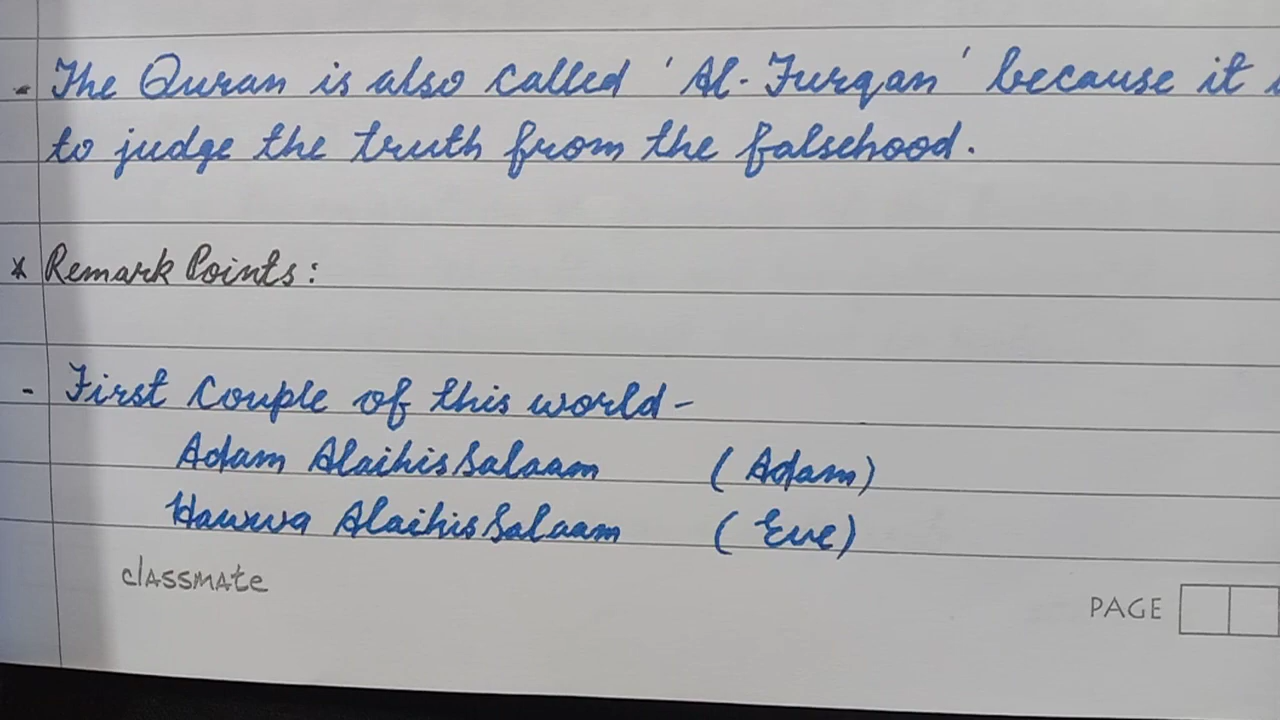 - The Quran is also called 'Al-Furqan' because it
to judge the truth from the falsehood.
* Remark Points:
- First Couple of this world-
Adam Alaihis Salaam (Adam)
Hawwa Alaihis Salaam (Eve)
classmate
PAGE